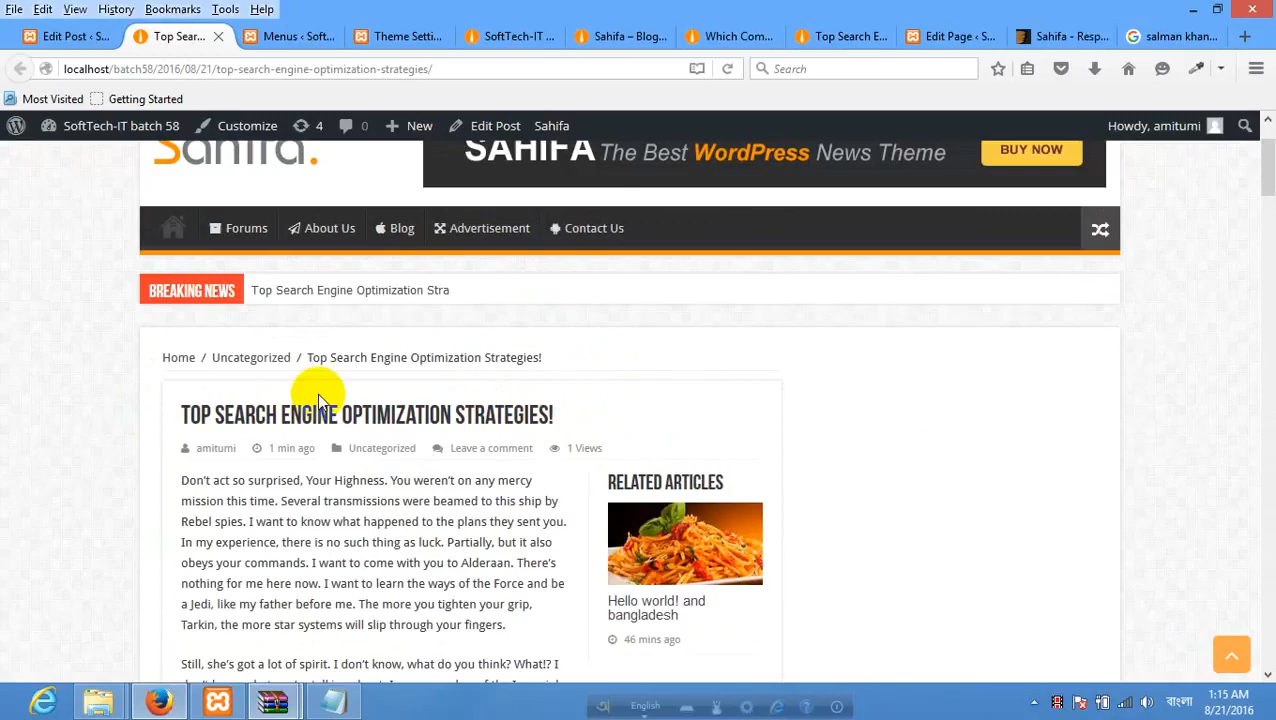 File Edit View History Bookmarks Tools Help
Edit Post ‹ S...
Top Sear...
Menus ‹ Soft...
Theme Setti...
SoftTech-IT ...
Sahifa – Blog...
Which Com...
Top Search E...
Edit Page ‹ S...
Sahifa - Resp...
salman khan...
localhost/batch58/2016/08/21/top-search-engine-optimization-strategies/
Search
Most Visited Getting Started
SoftTech-IT batch 58 Customize 4 0 New Edit Post Sahifa Howdy, amitumi
Sahifa.
SAHIFA The Best WordPress News Theme BUY NOW
Forums About Us Blog Advertisement Contact Us
BREAKING NEWS Top Search Engine Optimization Stra
Home / Uncategorized / Top Search Engine Optimization Strategies!
TOP SEARCH ENGINE OPTIMIZATION STRATEGIES!
amitumi 1 min ago Uncategorized Leave a comment 1 Views
Don't act so surprised, Your Highness. You weren't on any mercy
mission this time. Several transmissions were beamed to this ship by
Rebel spies. I want to know what happened to the plans they sent you.
In my experience, there is no such thing as luck. Partially, but it also
obeys your commands. I want to come with you to Alderaan. There's
nothing for me here now. I want to learn the ways of the Force and be
a Jedi, like my father before me. The more you tighten your grip,
Tarkin, the more star systems will slip through your fingers.
Still, she's got a lot of spirit. I don't know, what do you think? What!? I
RELATED ARTICLES
Hello world! and
bangladesh
46 mins ago
English
বাংলা
1:15 AM
8/21/2016